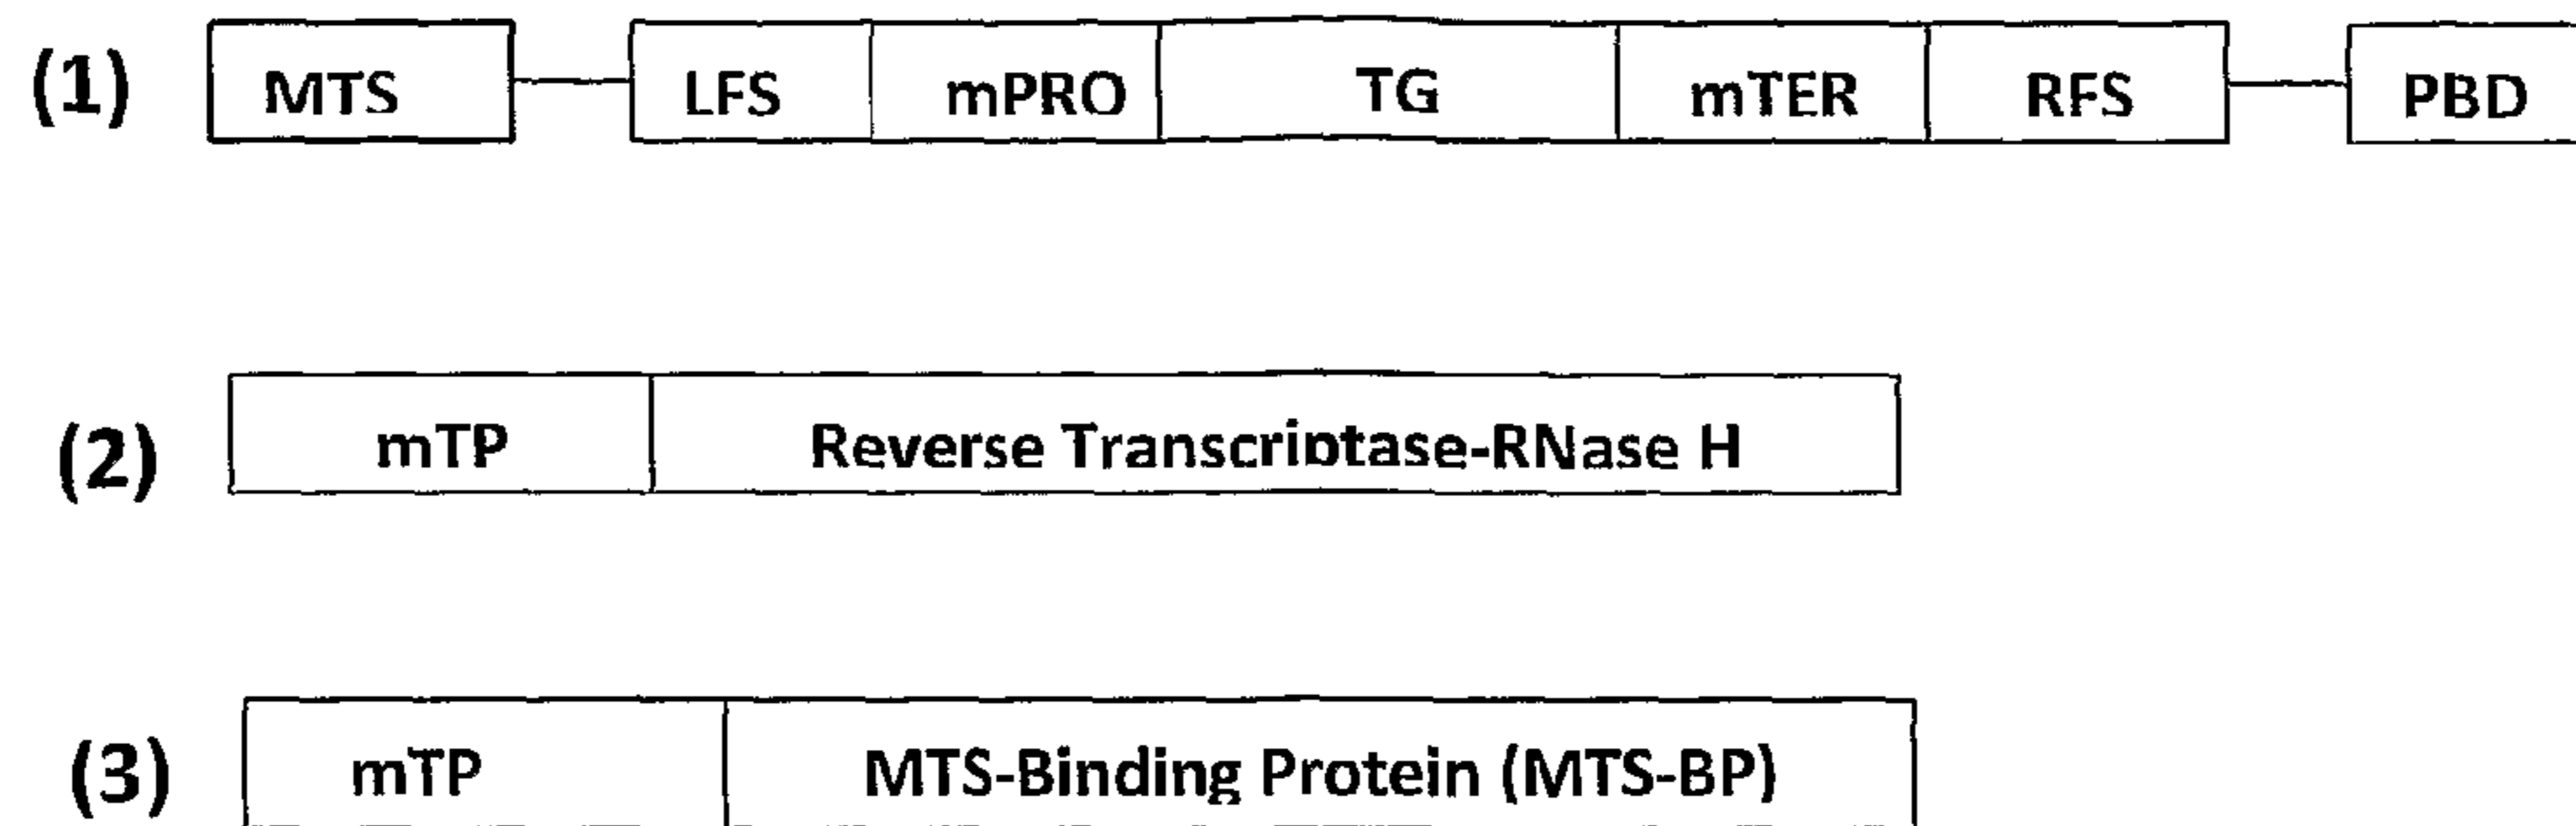 (1) MTS LFS mPRO TG mTER RFS PBD
(2) mTP Reverse Transcriptase-RNase H
(3) mTP MTS-Binding Protein (MTS-BP)